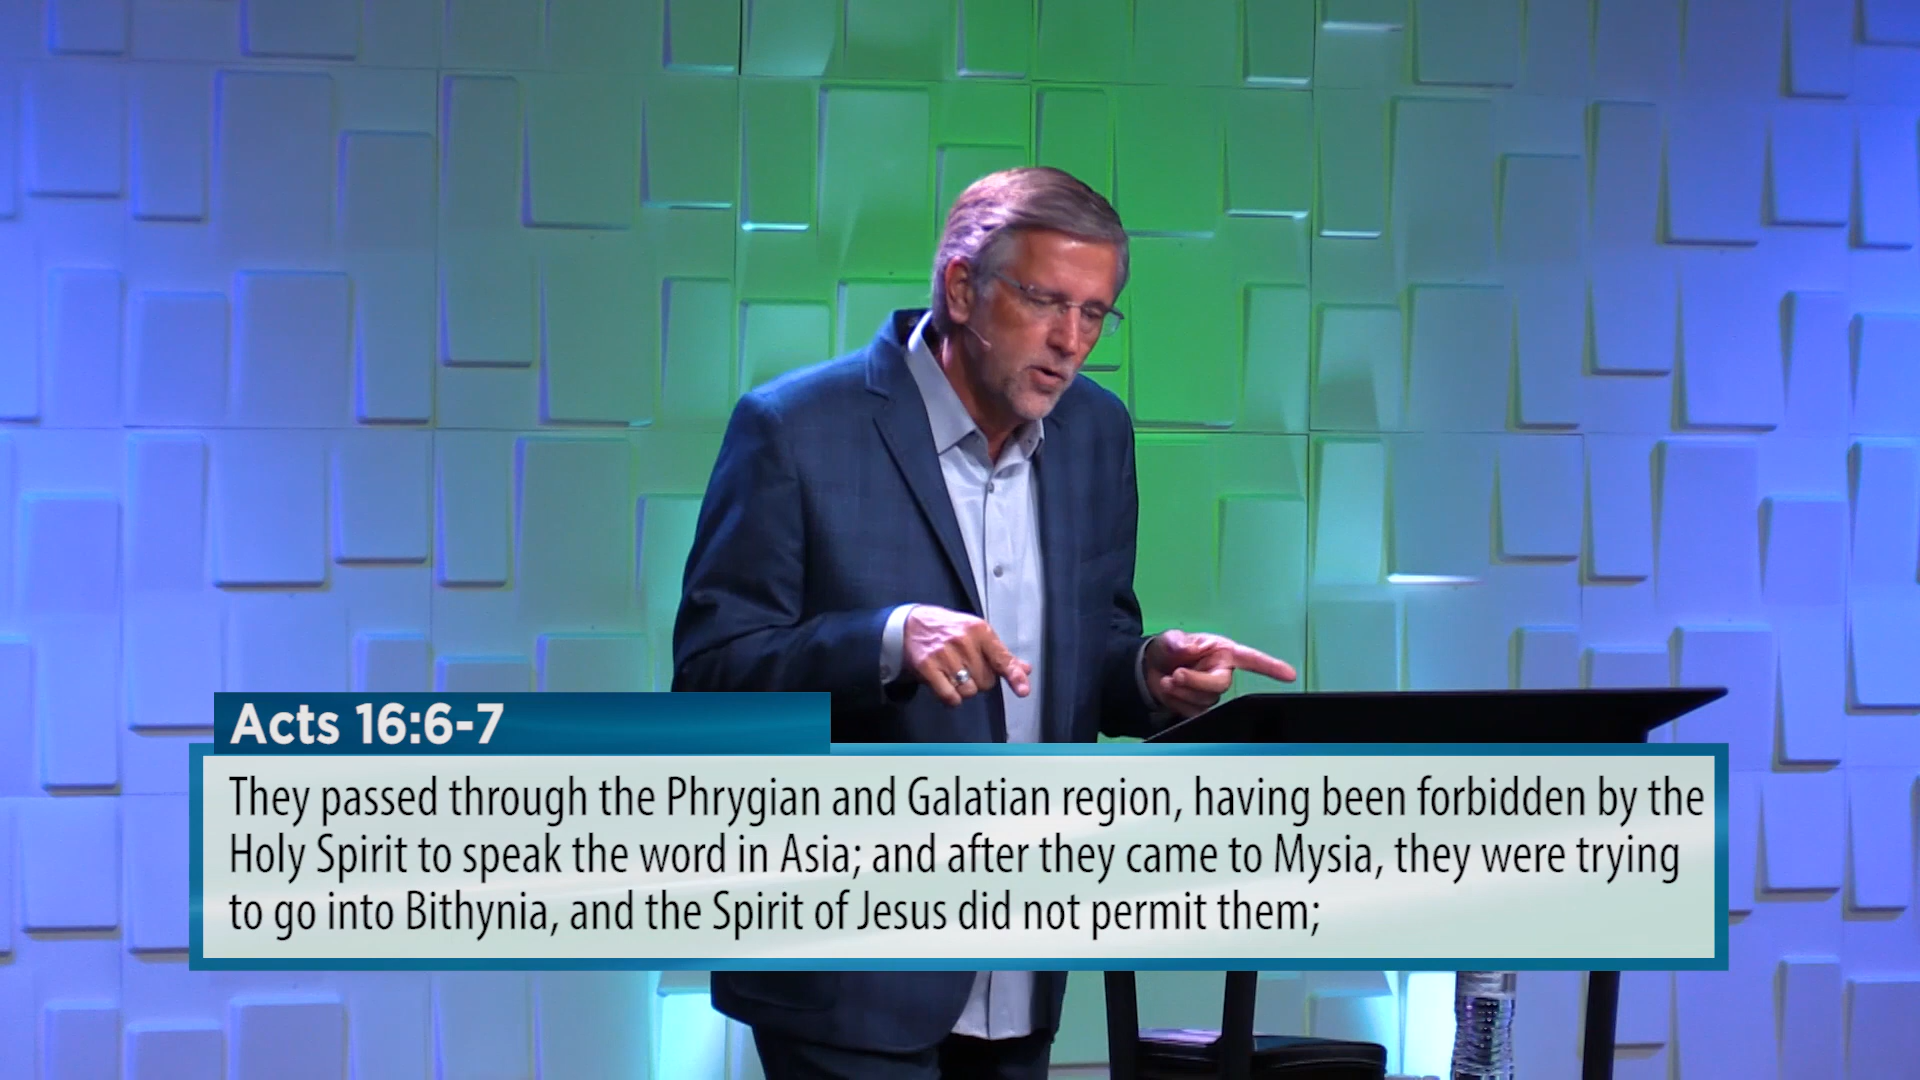 Acts 16:6-7
They passed through the Phrygian and Galatian region, having been forbidden by the
Holy Spirit to speak the word in Asia; and after they came to Mysia, they were trying
to go into Bithynia, and the Spirit of Jesus did not permit them;